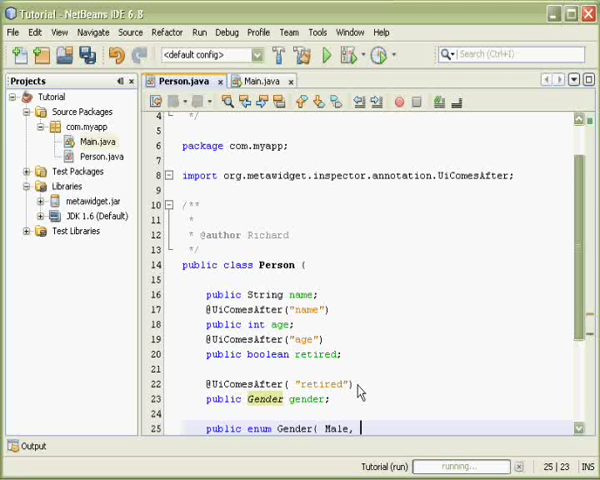 Tutorial - NetBeans IDE 6.8
File Edit View Navigate Source Refactor Run Debug Profile Team Tools Window Help
<default config> Search (Ctrl+I)
Projects Person.java Main.java
Tutorial
Source Packages
com.myapp
Main.java
Person.java
Test Packages
Libraries
metawidget.jar
JDK 1.6 (Default)
Test Libraries
4 */
5
6 package com.myapp;
7
8 import org.metawidget.inspector.annotation.UiComesAfter;
9
10 /**
11 *
12 * @author Richard
13 */
14 public class Person {
15
16 public String name;
17 @UiComesAfter("name")
18 public int age;
19 @UiComesAfter("age")
20 public boolean retired;
21
22 @UiComesAfter( "retired")
23 public Gender gender;
24
25 public enum Gender{ Male,
Output
Tutorial (run) running... 25 | 23 INS